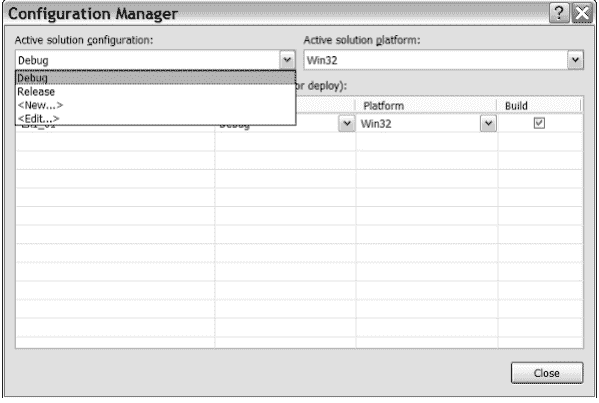 Configuration Manager
Active solution configuration: Active solution platform:
Debug Win32
Debug
Release
<New...>
<Edit...>
or deploy):
Platform Build
Debug Win32
Close